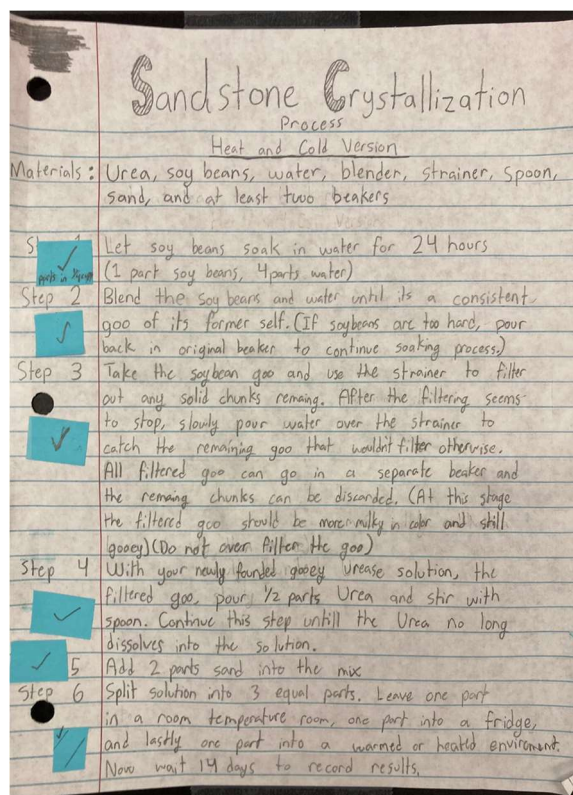 Sandstone Crystallization
Process
Heat and Cold Version
Materials: Urea, soy beans, water, blender, strainer, spoon,
sand, and at least two beakers
Let soy beans soak in water for 24 hours
(1 part soy beans, 4 parts water)
Step 2 Blend the soy beans and water until its a consistent
goo of its former self. (If soybeans are too hard, pour
back in original beaker to continue soaking process.)
Step 3 Take the soybean goo and use the strainer to filter
out any solid chunks remaing. After the filtering seems
to stop, slowly pour water over the strainer to
catch the remaining goo that wouldn't filter otherwise.
All filtered goo can go in a separate beaker and
the remaing chunks can be discarded. (At this stage
the filtered goo should be more milky in color and still
gooey) (Do not over filter the goo)
Step 4 With your newly founded gooey urease solution, the
filtered goo, pour 1/2 parts Urea and stir with
spoon. Continue this step untill the Urea no long
dissolves into the solution.
5 Add 2 parts sand into the mix
Step 6 Split solution into 3 equal parts. Leave one part
in a room temperature room, one part into a fridge,
and lastly one part into a warmed or heated enviroment.
Now wait 14 days to record results.